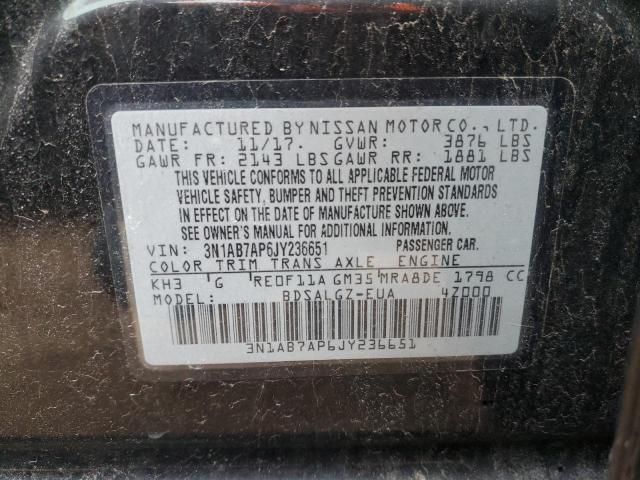 MANUFACTURED BY NISSAN MOTOR CO., LTD.
DATE: 11/17. GVWR: 3876 LBS
GAWR FR: 2143 LBS GAWR RR: 1881 LBS
THIS VEHICLE CONFORMS TO ALL APPLICABLE FEDERAL MOTOR
VEHICLE SAFETY, BUMPER AND THEFT PREVENTION STANDARDS
IN EFFECT ON THE DATE OF MANUFACTURE SHOWN ABOVE.
SEE OWNER'S MANUAL FOR ADDITIONAL INFORMATION.
VIN: 3N1AB7AP6JY236651 PASSENGER CAR.
COLOR TRIM TRANS AXLE ENGINE
KH3 G RE0F11A GM35 MRA8DE 1798 CC
MODEL: BDSALGZ-EUA 4Z000
3N1AB7AP6JY236651